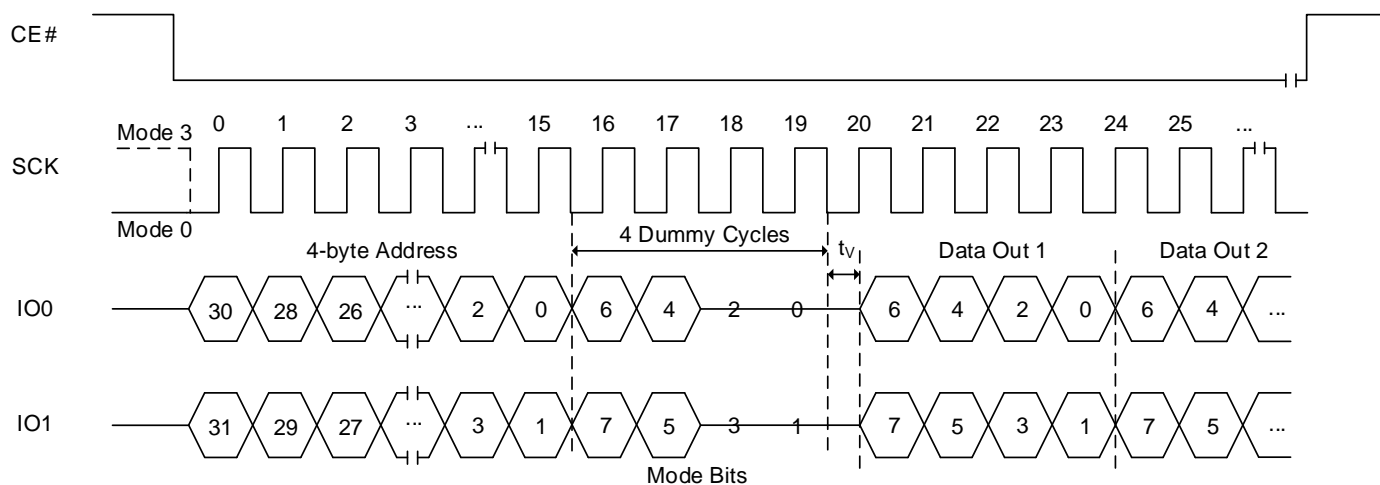 CE#
0 1 2 3 ... 15 16 17 18 19 20 21 22 23 24 25 ...
Mode 3
SCK
Mode 0
4-byte Address 4 Dummy Cycles tV Data Out 1 Data Out 2
IO0 30 28 26 ... 2 0 6 4 2 0 6 4 2 0 6 4 ...
IO1 31 29 27 ... 3 1 7 5 3 1 7 5 3 1 7 5 ...
Mode Bits